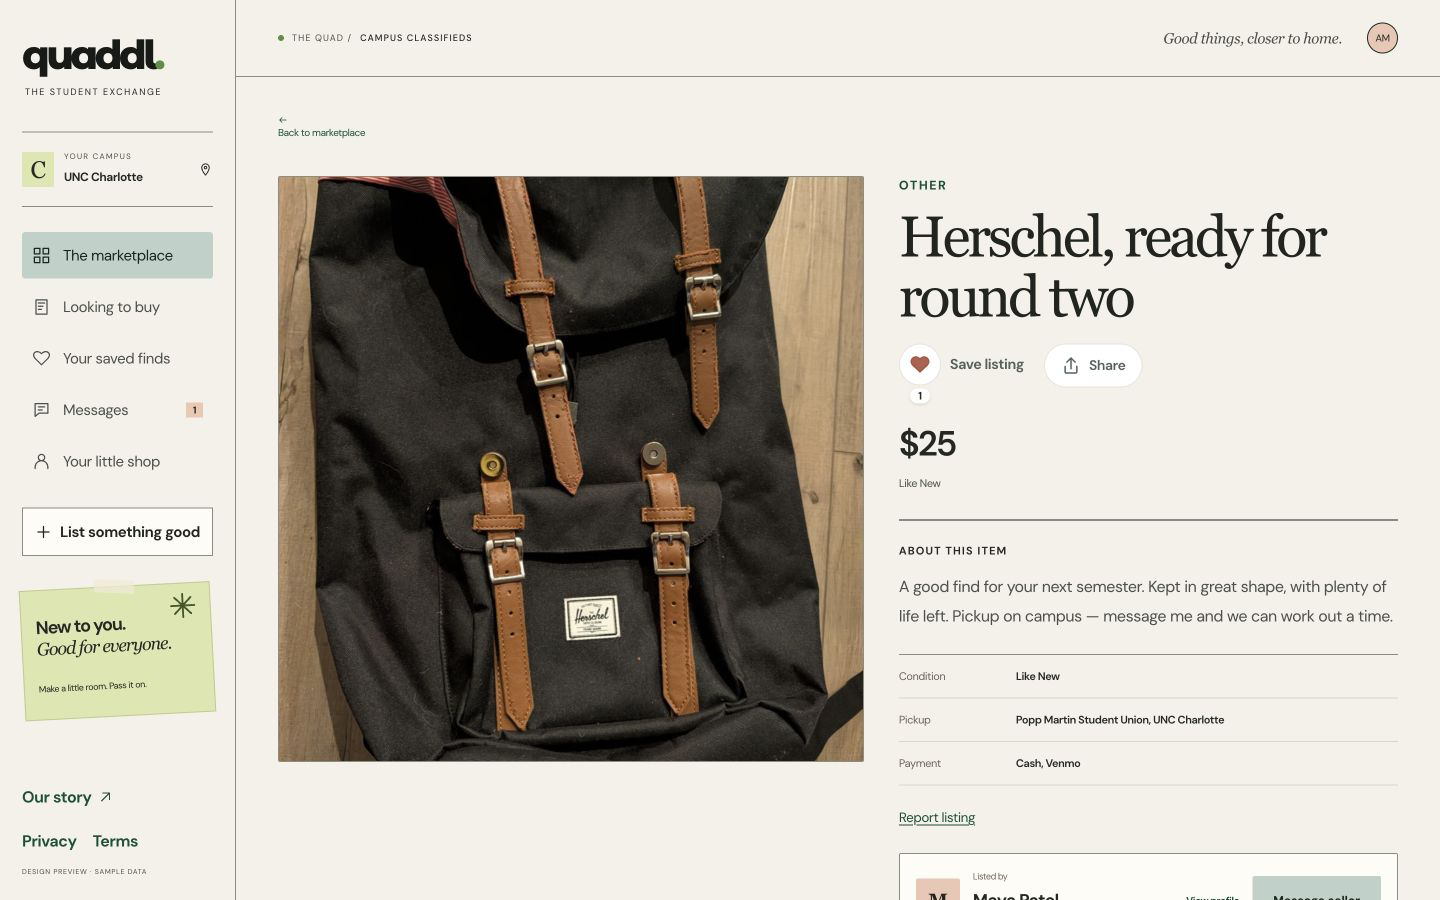 quaddl.
THE STUDENT EXCHANGE
C
YOUR CAMPUS
UNC Charlotte
The marketplace
Looking to buy
Your saved finds
Messages
1
Your little shop
List something good
New to you.
Good for everyone.
Make a little room. Pass it on.
Our story
Privacy
Terms
DESIGN PREVIEW · SAMPLE DATA
THE QUAD / CAMPUS CLASSIFIEDS
Good things, closer to home.
AM
← 
Back to marketplace
Herschel
OTHER
Herschel, ready for
round two
Save listing
Share
1
$25
Like New
ABOUT THIS ITEM
A good find for your next semester. Kept in great shape, with plenty of
life left. Pickup on campus — message me and we can work out a time.
Condition
Like New
Pickup
Popp Martin Student Union, UNC Charlotte
Payment
Cash, Venmo
Report listing
Listed by
M
Maya Patel
View profile
Message seller